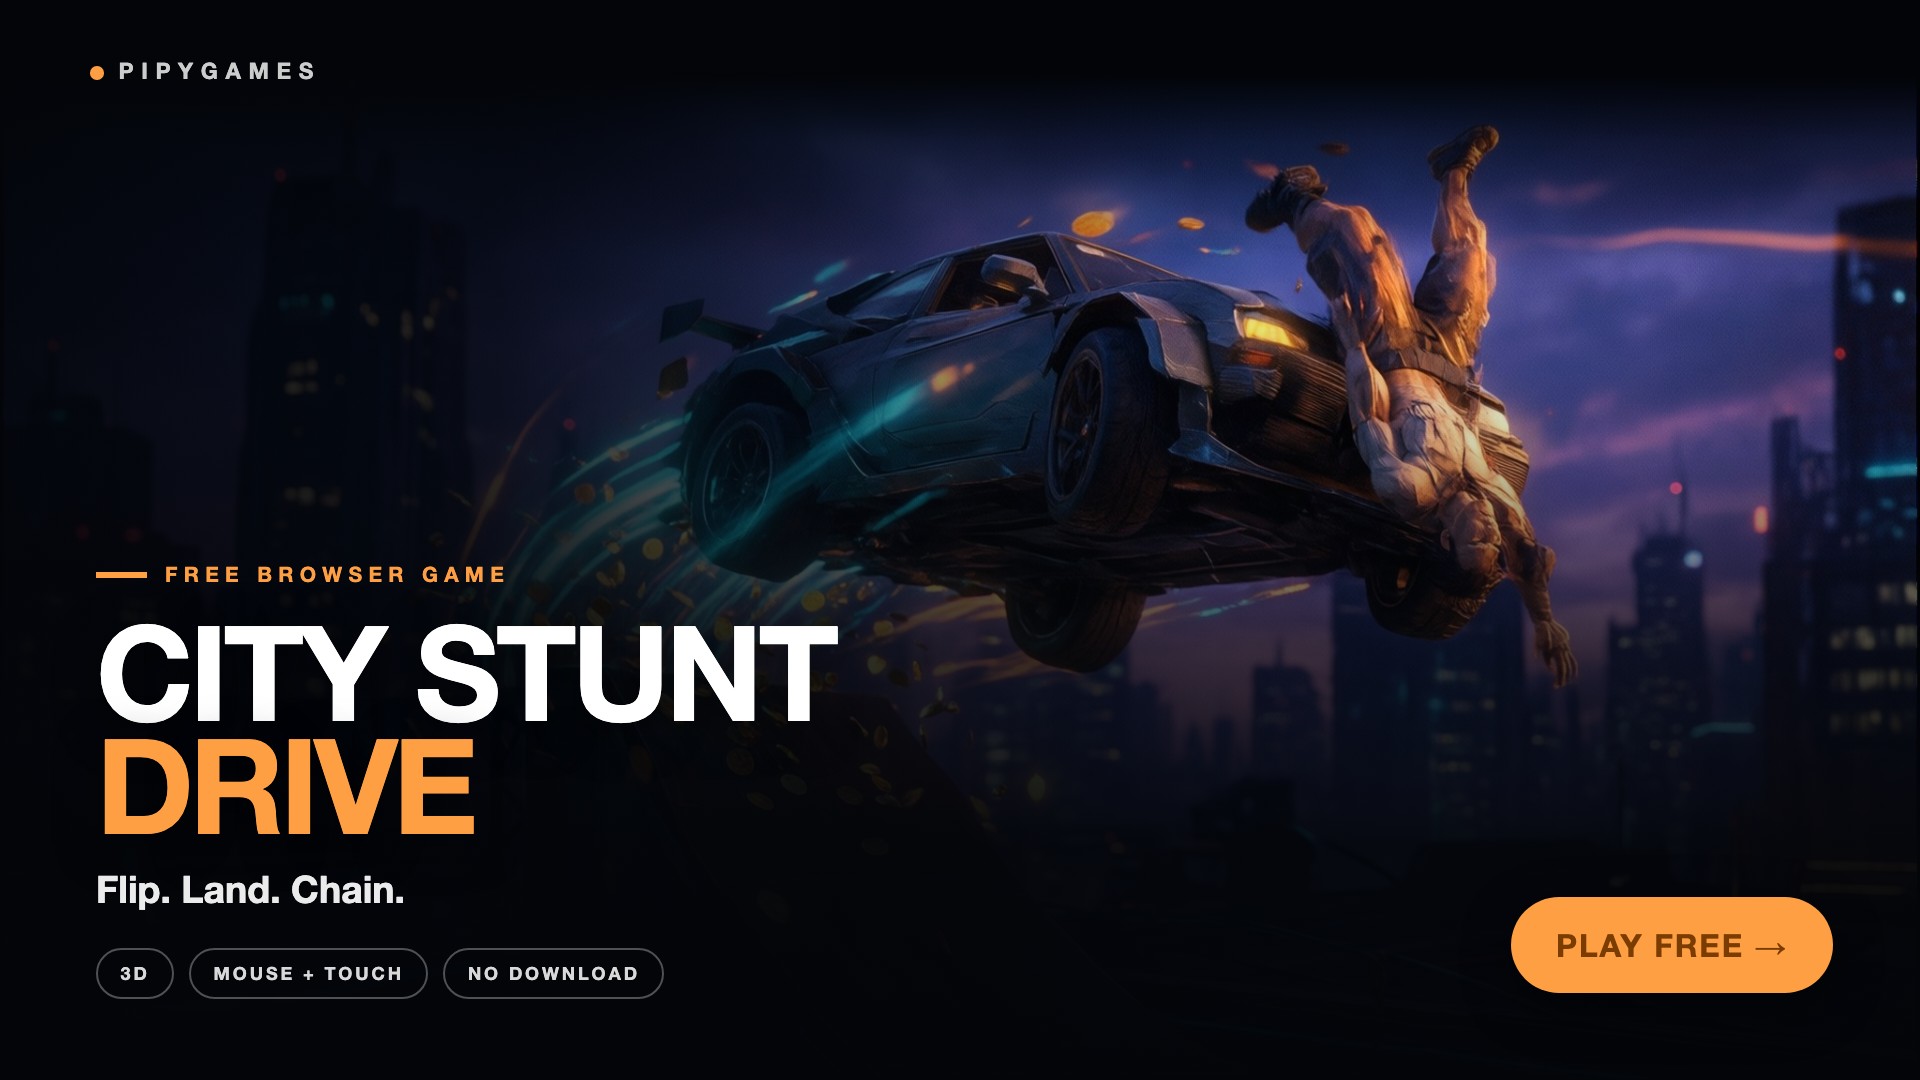 PIPYGAMES
FREE BROWSER GAME
CITY STUNT
DRIVE
Flip. Land. Chain.
3D
MOUSE + TOUCH
NO DOWNLOAD
PLAY FREE →